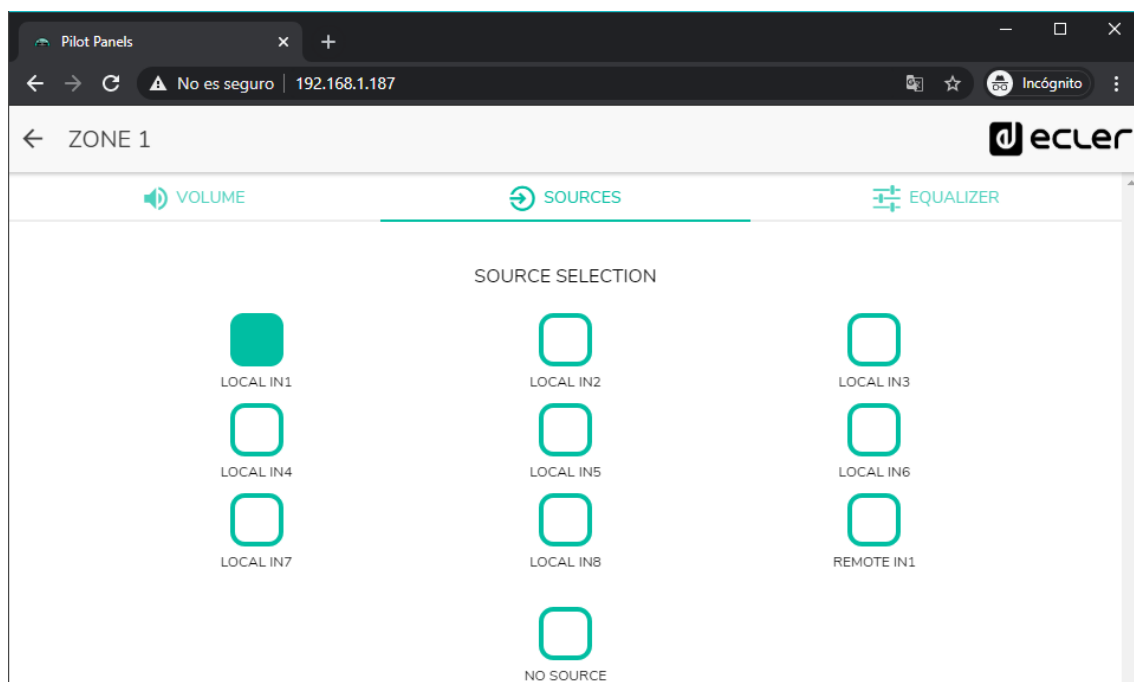 Pilot Panels
No es seguro 192.168.1.187 Incógnito
ZONE 1 ecler
VOLUME SOURCES EQUALIZER
SOURCE SELECTION
LOCAL IN1 LOCAL IN2 LOCAL IN3
LOCAL IN4 LOCAL IN5 LOCAL IN6
LOCAL IN7 LOCAL IN8 REMOTE IN1
NO SOURCE